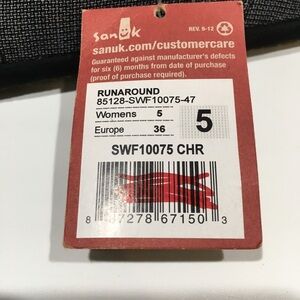 sanuk
REV. 9-12
sanuk.com/customercare
Guaranteed against manufacturer's defects
for six (6) months from date of purchase
(proof of purchase required).
RUNAROUND
85128-SWF10075-47
Womens 5
Europe 36
5
SWF10075 CHR
8 87278 67150 3